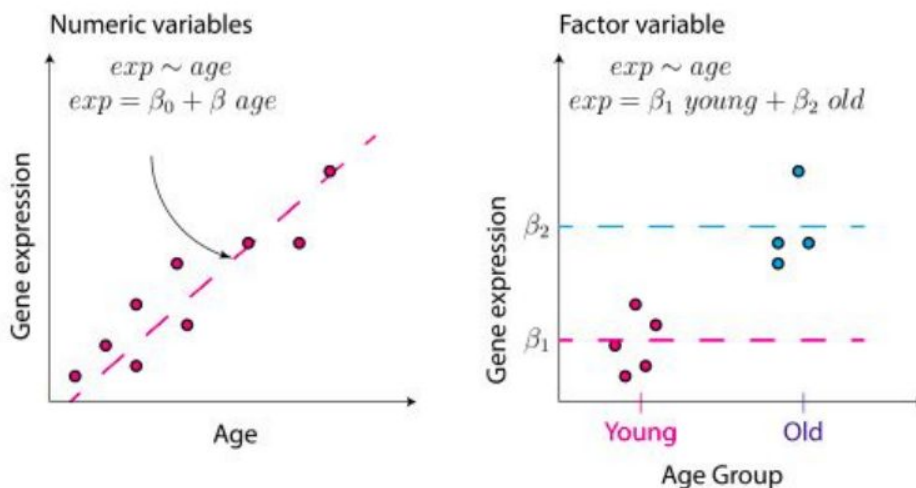 Numeric variables
exp ~ age
exp = β₀ + β age
Gene expression
Age
Factor variable
exp ~ age
exp = β₁ young + β₂ old
Gene expression
β₂
β₁
Young
Old
Age Group